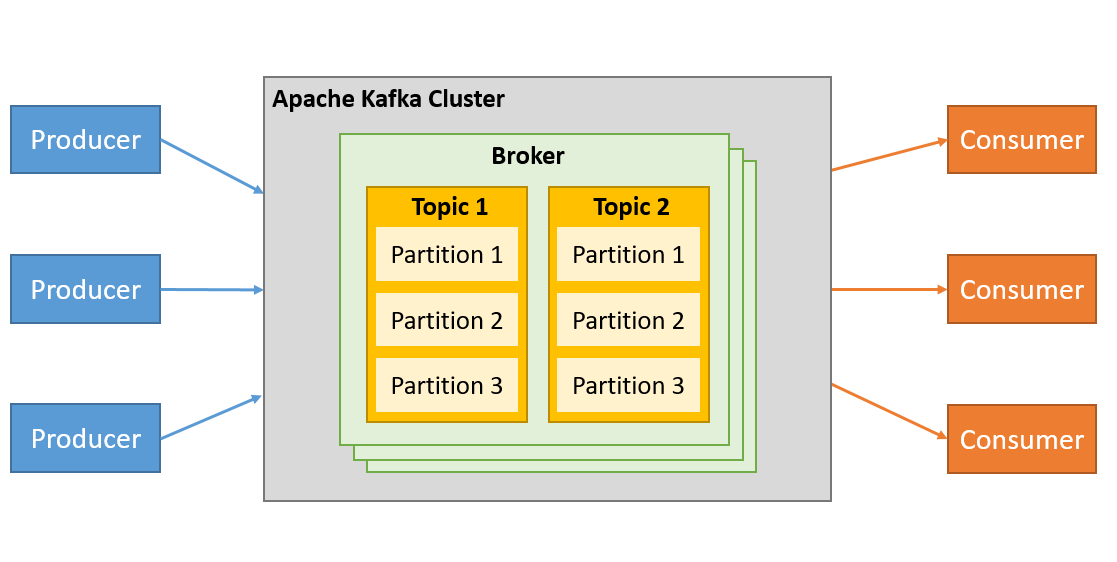 Apache Kafka Cluster
Producer
Producer
Producer
Broker
Topic 1
Partition 1
Partition 2
Partition 3
Topic 2
Partition 1
Partition 2
Partition 3
Consumer
Consumer
Consumer